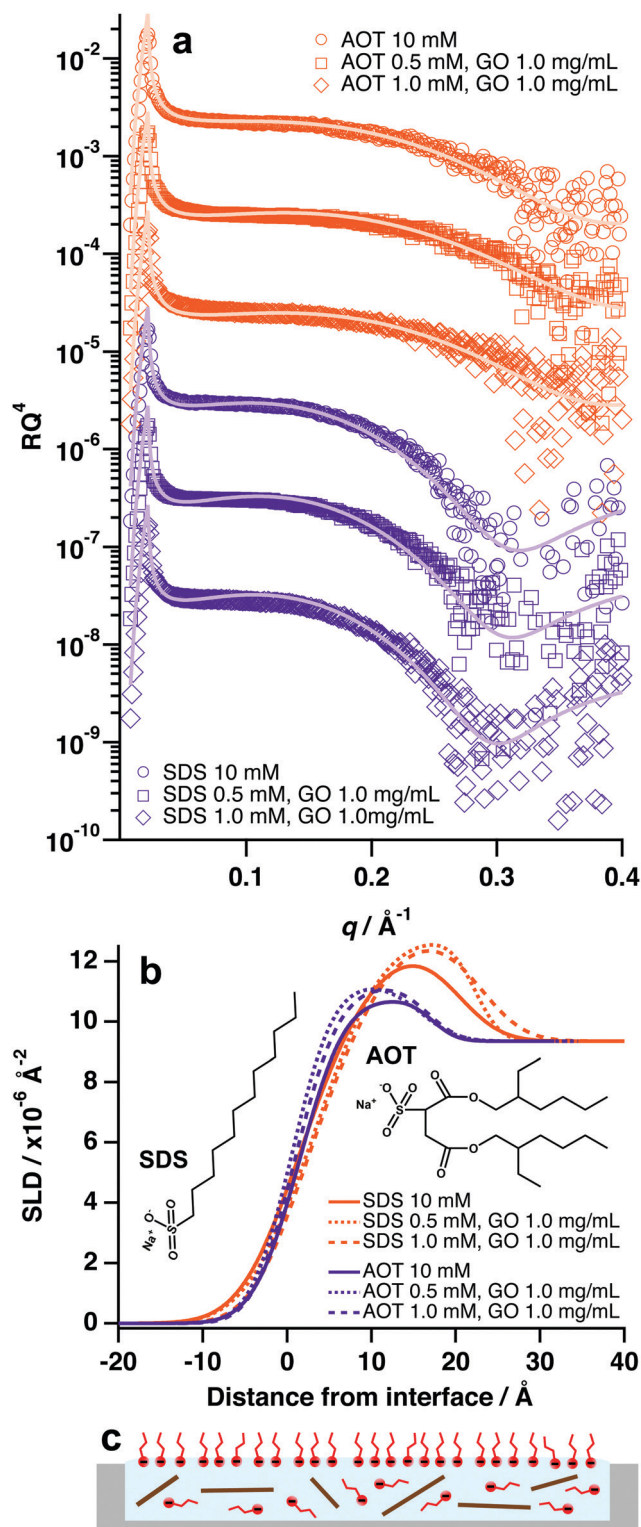 a
AOT 10 mM
AOT 0.5 mM, GO 1.0 mg/mL
AOT 1.0 mM, GO 1.0 mg/mL
10-2
10-3
10-4
10-5
10-6
10-7
10-8
10-9
10-10
RQ4
SDS 10 mM
SDS 0.5 mM, GO 1.0 mg/mL
SDS 1.0 mM, GO 1.0mg/mL
0.1 0.2 0.3 0.4
q / Å-1
b
12
10
8
6
4
2
0
SLD / x10-6 Å-2
SDS
O
O-
S
O
Na+
AOT
-O
O
O
Na+
S
O
O
O
O
SDS 10 mM
SDS 0.5 mM, GO 1.0 mg/mL
SDS 1.0 mM, GO 1.0 mg/mL
AOT 10 mM
AOT 0.5 mM, GO 1.0 mg/mL
AOT 1.0 mM, GO 1.0 mg/mL
-20 -10 0 10 20 30 40
Distance from interface / Å
c